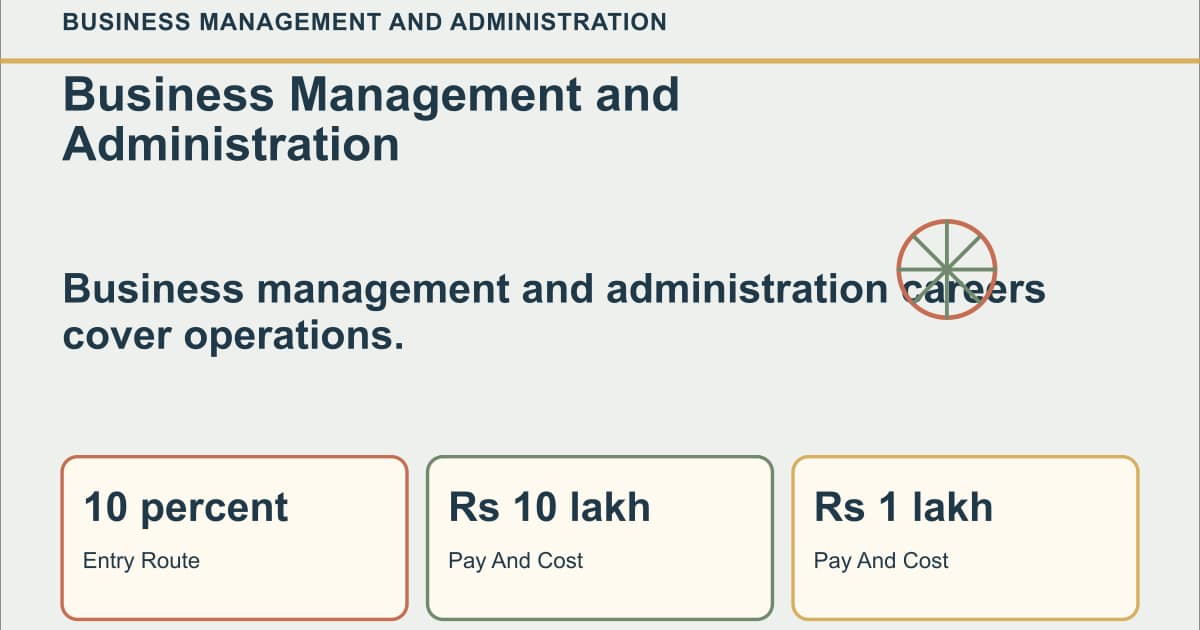 BUSINESS MANAGEMENT AND ADMINISTRATION
Business Management and
Administration
Business management and administration careers
cover operations.
10 percent
Entry Route
Rs 10 lakh
Pay And Cost
Rs 1 lakh
Pay And Cost